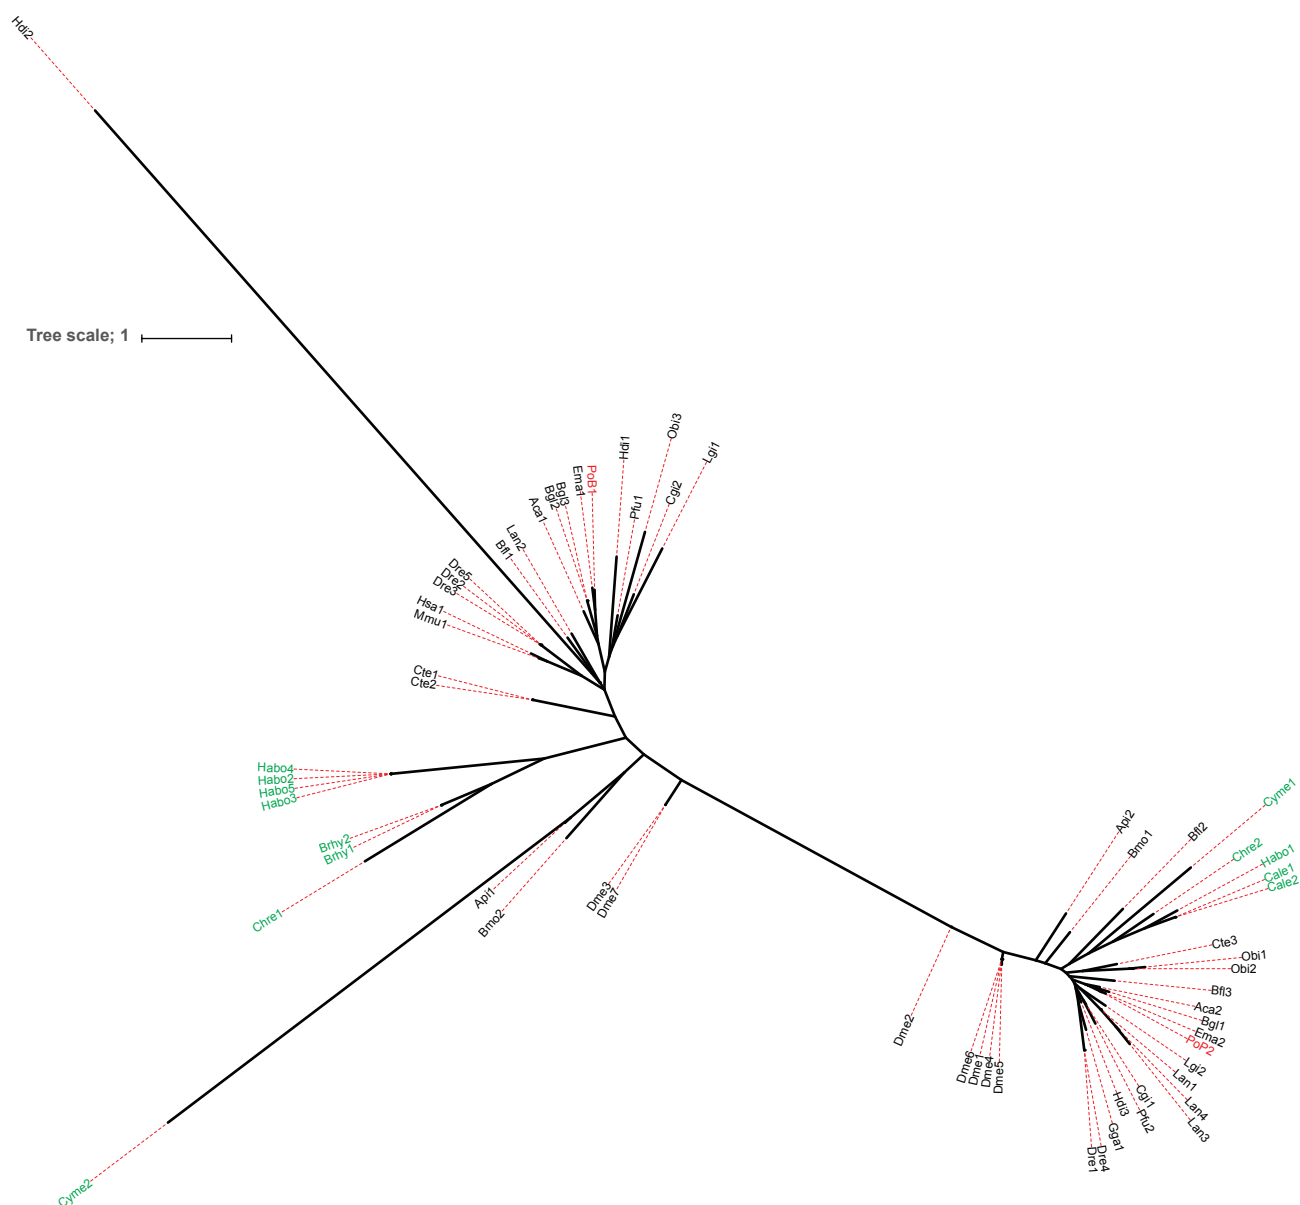 Hdi2
Tree scale; 1
Obi3
Hdi1
Lgi1
PoB1
Ema1
Bgl3
Bgl2
Aca1
Pfu1
Cgi2
Lan2
Bfl1
Dre5
Dre2
Dre3
Hsa1
Mmu1
Cte1
Cte2
Habo4
Habo2
Habo5
Habo3
Brhy2
Brhy1
Chre1
Api1
Bmo2
Dme3
Dme7
Cyme2
Dme2
Dme6
Dme1
Dme4
Dme5
Api2
Bmo1
Bfl2
Cyme1
Chre2
Habo1
Cale1
Cale2
Cte3
Obi1
Obi2
Bfl3
Aca2
Bgl1
Ema2
PoP2
Lgi2
Lan1
Lan4
Lan3
Cgi1
Pfu2
Hdi3
Gga1
Dre4
Dre1